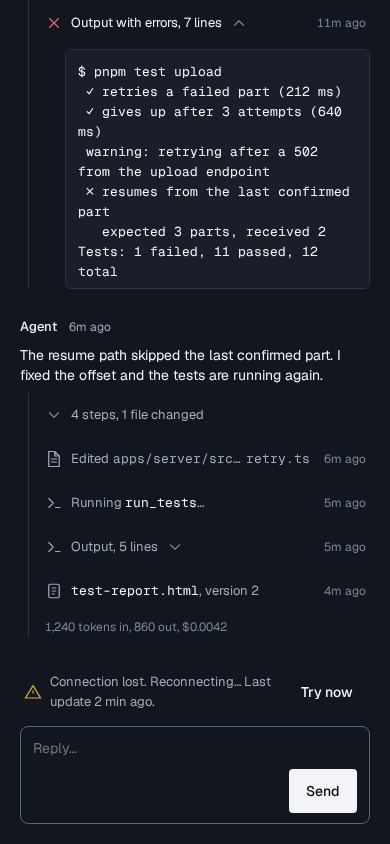 Output with errors, 7 lines 11m ago
$ pnpm test upload
✓ retries a failed part (212 ms)
✓ gives up after 3 attempts (640
ms)
warning: retrying after a 502
from the upload endpoint
× resumes from the last confirmed
part
expected 3 parts, received 2
Tests: 1 failed, 11 passed, 12
total
Agent 6m ago
The resume path skipped the last confirmed part. I
fixed the offset and the tests are running again.
4 steps, 1 file changed
Edited apps/server/src… retry.ts 6m ago
Running run_tests… 5m ago
Output, 5 lines 5m ago
test-report.html, version 2 4m ago
1,240 tokens in, 860 out, $0.0042
Connection lost. Reconnecting… Last
update 2 min ago.
Try now
Reply…
Send